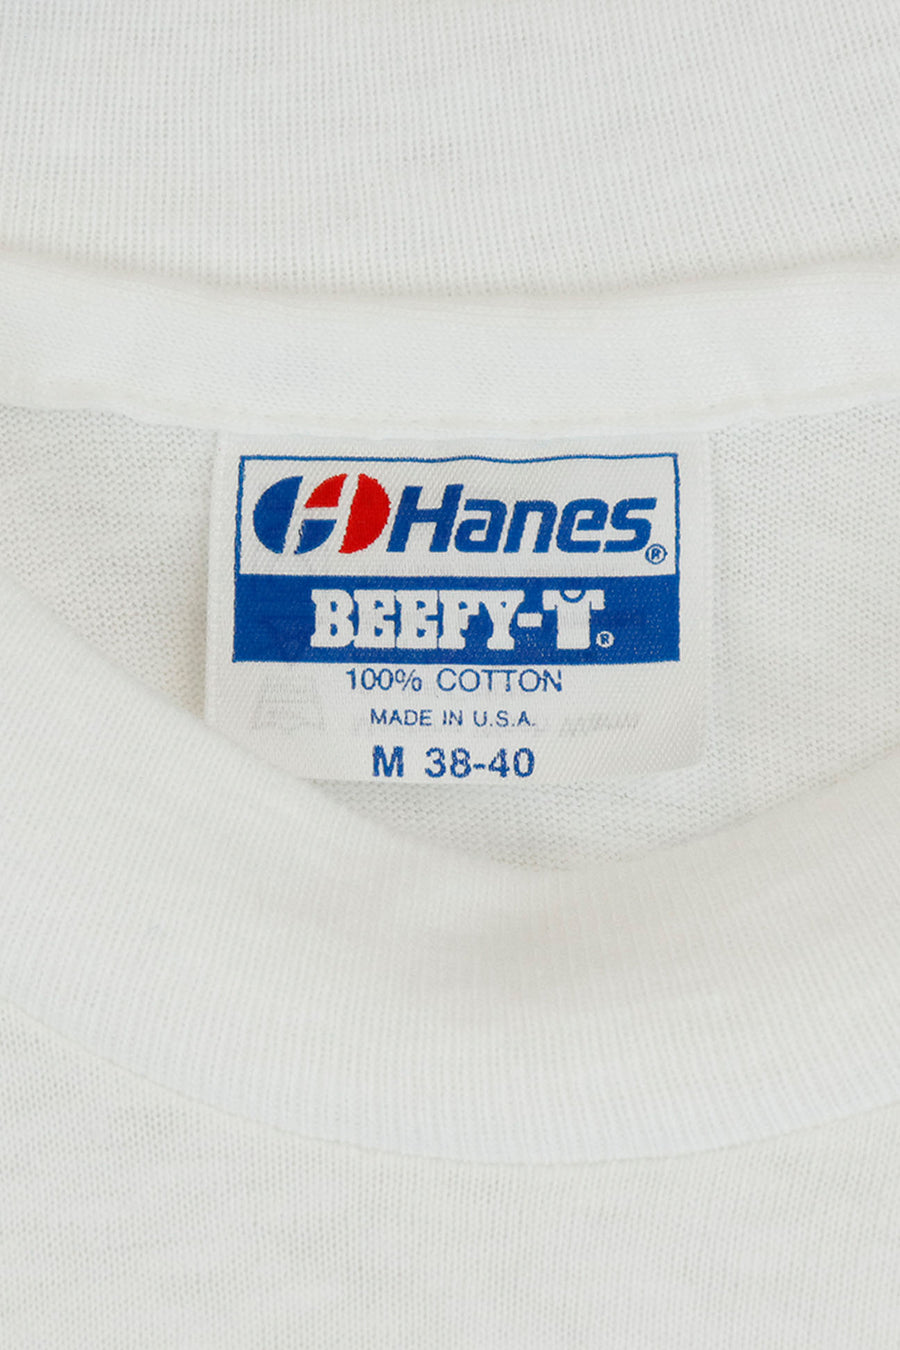 Hanes®
BEEFY-T®
100% COTTON
MADE IN U.S.A.
M 38-40